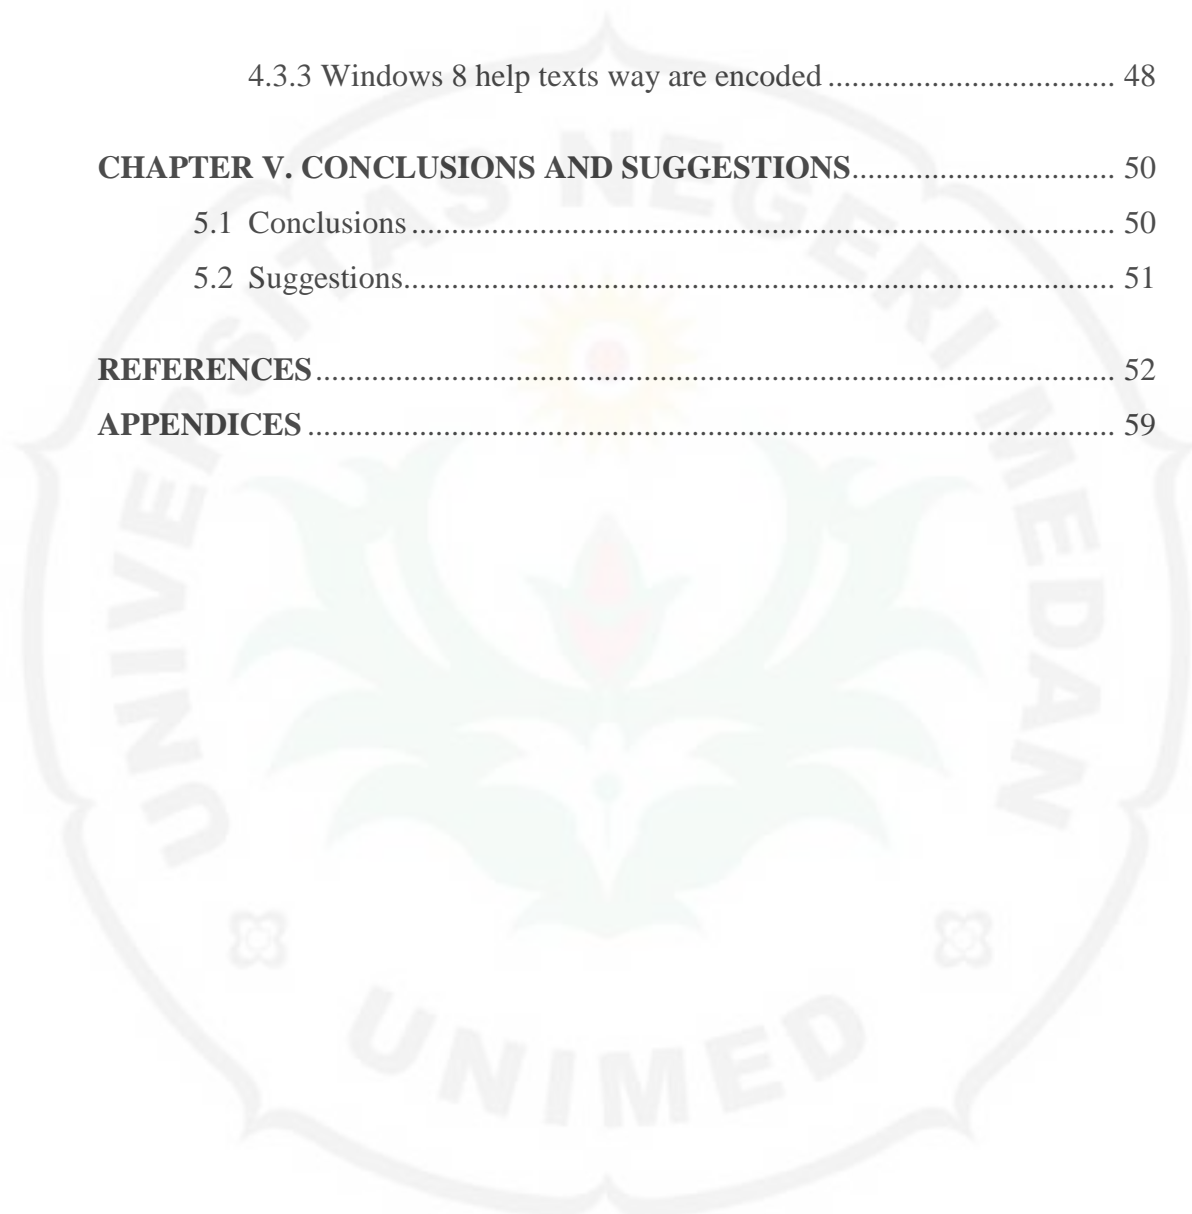 4.3.3 Windows 8 help texts way are encoded ................................... 48
CHAPTER V. CONCLUSIONS AND SUGGESTIONS ................................ 50
5.1 Conclusions ........................................................................................ 50
5.2 Suggestions......................................................................................... 51
REFERENCES .................................................................................................... 52
APPENDICES ..................................................................................................... 59
UNIVERSITAS NEGERI MEDAN
UNIMED